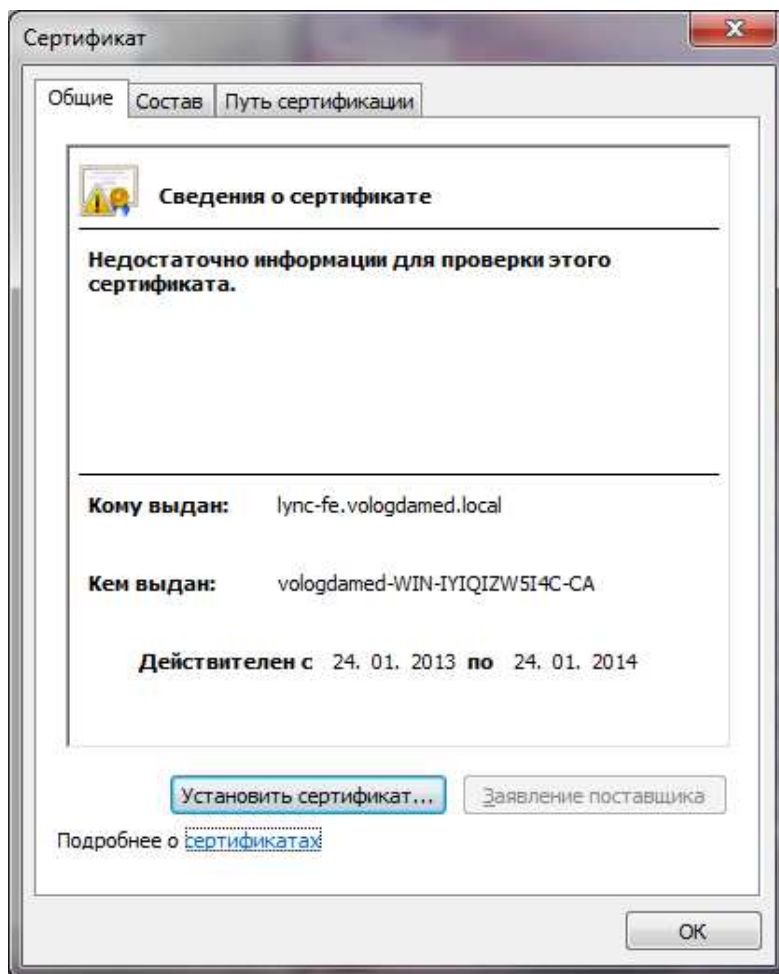 Сертификат
Общие Состав Путь сертификации
Сведения о сертификате
Недостаточно информации для проверки этого
сертификата.
Кому выдан: lync-fe.vologdamed.local
Кем выдан: vologdamed-WIN-IYIQIZW5I4C-CA
Действителен с 24. 01. 2013 по 24. 01. 2014
Установить сертификат... Заявление поставщика
Подробнее о сертификатах
OK